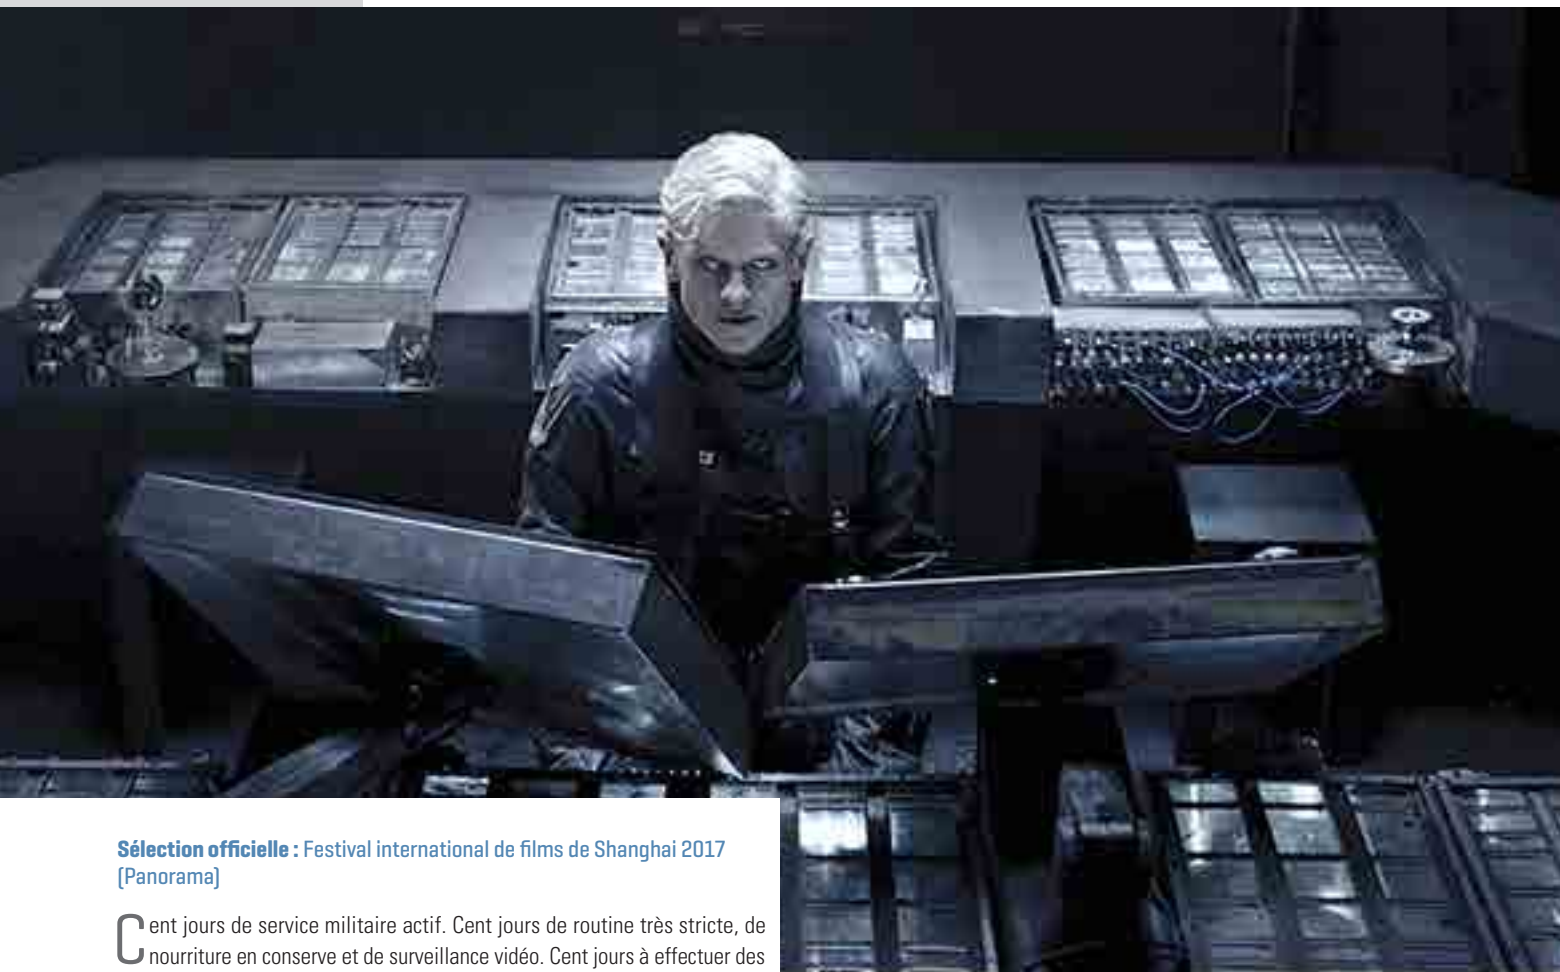 Sélection officielle : Festival international de films de Shanghai 2017
(Panorama)
Cent jours de service militaire actif. Cent jours de routine très stricte, de
nourriture en conserve et de surveillance vidéo. Cent jours à effectuer des